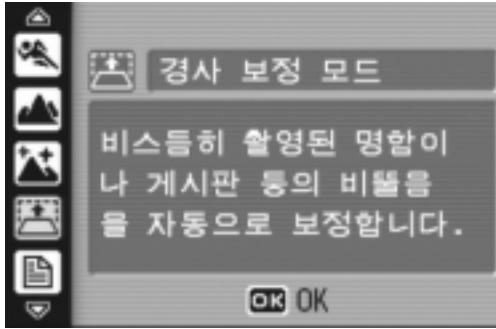 경사 보정 모드
비스듬히 촬영된 명함이
나 게시판 등의 비뚤음
을 자동으로 보정합니다.
OK OK